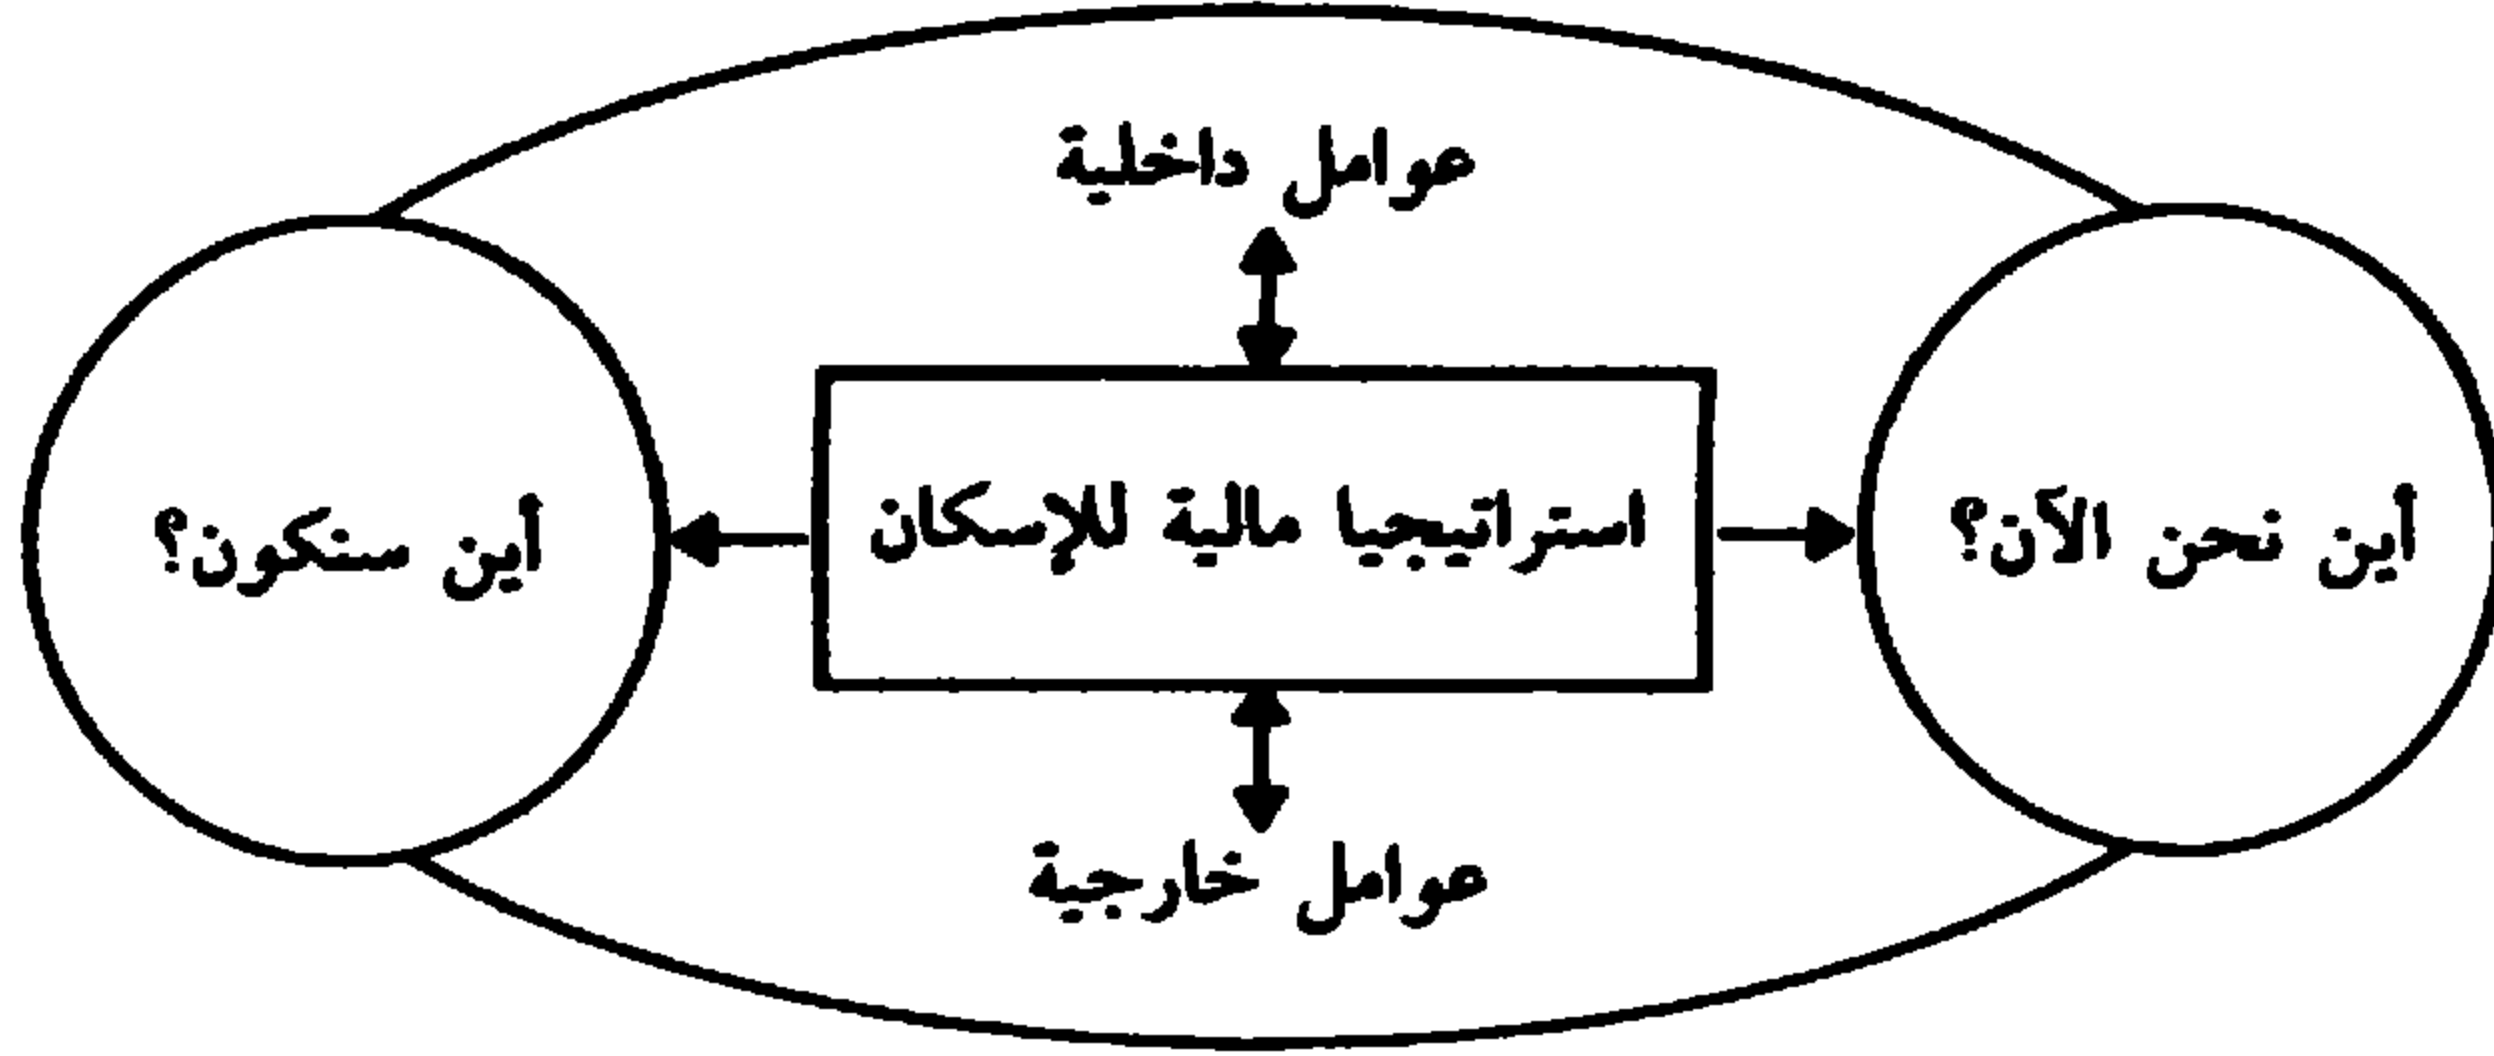 عوامل داخلية
أين نحن الآن؟
استراتيجيا مالية للإسكان
أين سنكون؟
عوامل خارجية